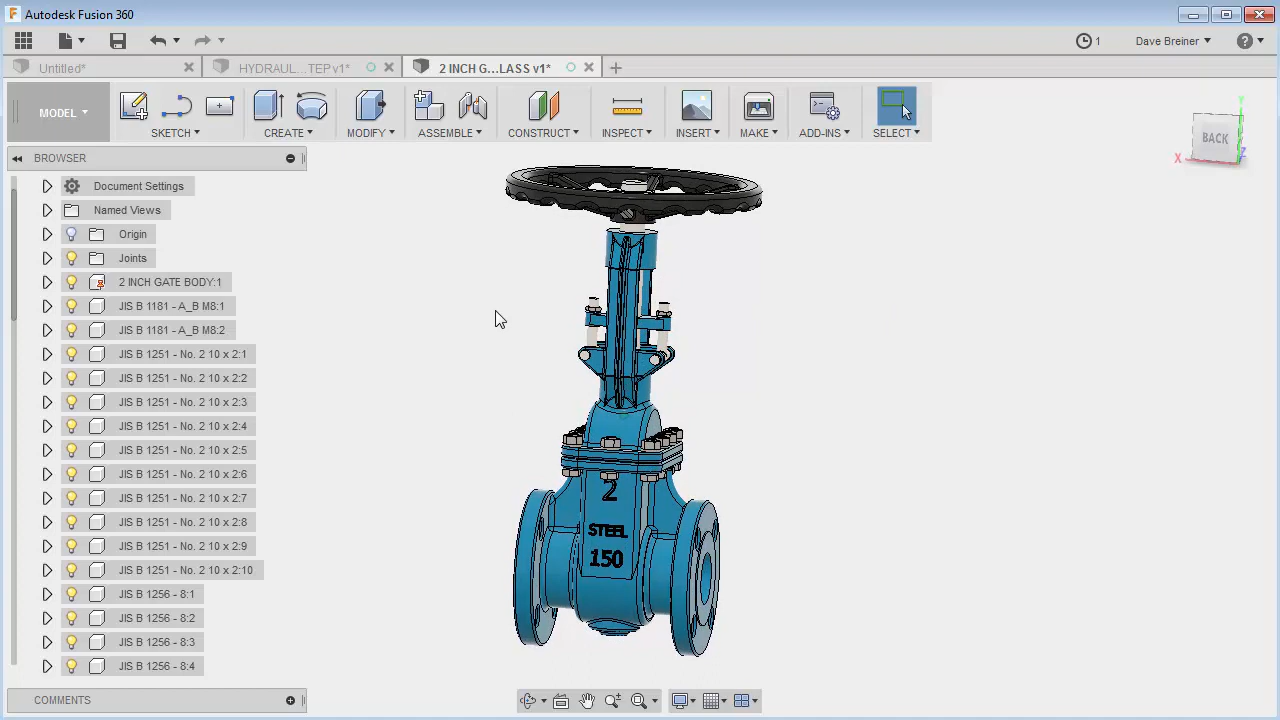 Autodesk Fusion 360
1
Dave Breiner
Untitled*
HYDRAUL...TEP v1*
2 INCH G...LASS v1*
MODEL
SKETCH
CREATE
MODIFY
ASSEMBLE
CONSTRUCT
INSPECT
INSERT
MAKE
ADD-INS
SELECT
BROWSER
BACK
X
Y
Z
Document Settings
Named Views
Origin
Joints
2 INCH GATE BODY:1
JIS B 1181 - A_B M8:1
JIS B 1181 - A_B M8:2
JIS B 1251 - No. 2 10 x 2:1
JIS B 1251 - No. 2 10 x 2:2
JIS B 1251 - No. 2 10 x 2:3
JIS B 1251 - No. 2 10 x 2:4
JIS B 1251 - No. 2 10 x 2:5
JIS B 1251 - No. 2 10 x 2:6
JIS B 1251 - No. 2 10 x 2:7
JIS B 1251 - No. 2 10 x 2:8
JIS B 1251 - No. 2 10 x 2:9
JIS B 1251 - No. 2 10 x 2:10
JIS B 1256 - 8:1
JIS B 1256 - 8:2
JIS B 1256 - 8:3
JIS B 1256 - 8:4
2
STEEL
150
COMMENTS